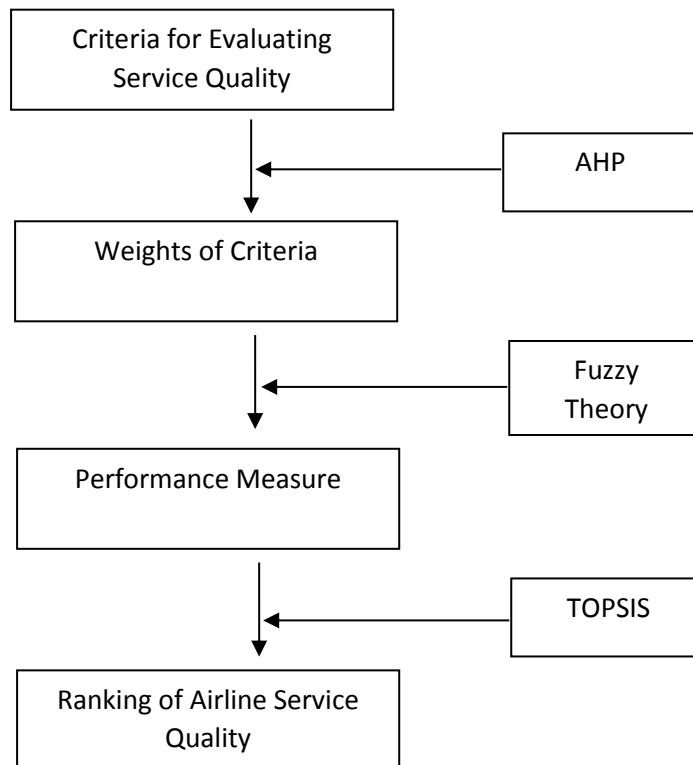 Criteria for Evaluating
Service Quality
AHP
Weights of Criteria
Fuzzy
Theory
Performance Measure
TOPSIS
Ranking of Airline Service
Quality